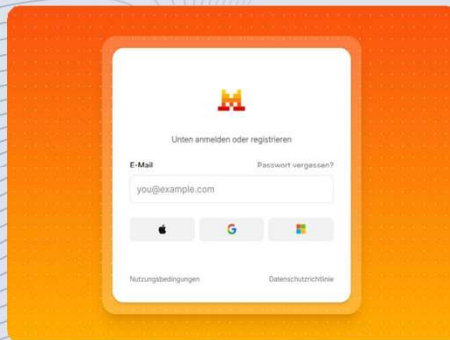 Unten anmelden oder registrieren
E-Mail Passwort vergessen?
you@example.com
Nutzungsbedingungen Datenschutzrichtlinie